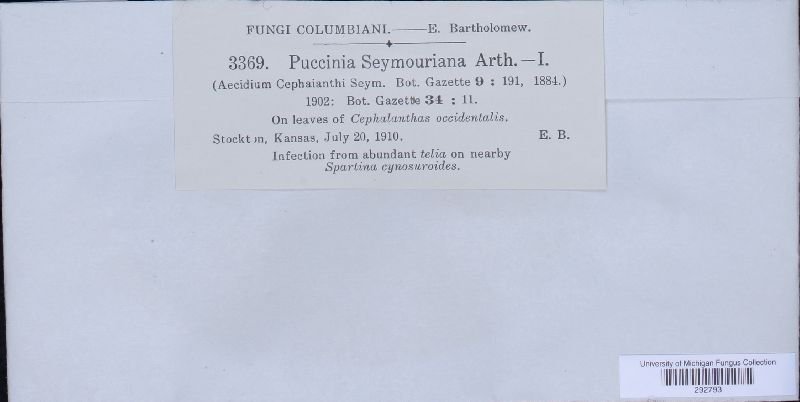 FUNGI COLUMBIANI.——E. Bartholomew.
3369. Puccinia Seymouriana Arth.—I.
(Aecidium Cephaianthi Seym. Bot. Gazette 9 : 191, 1884.)
1902: Bot. Gazette 34 : 11.
On leaves of Cephalanthas occidentalis.
Stockton, Kansas, July 20, 1910. E. B.
Infection from abundant telia on nearby
Spartina cynosuroides.
University of Michigan Fungus Collection
292793